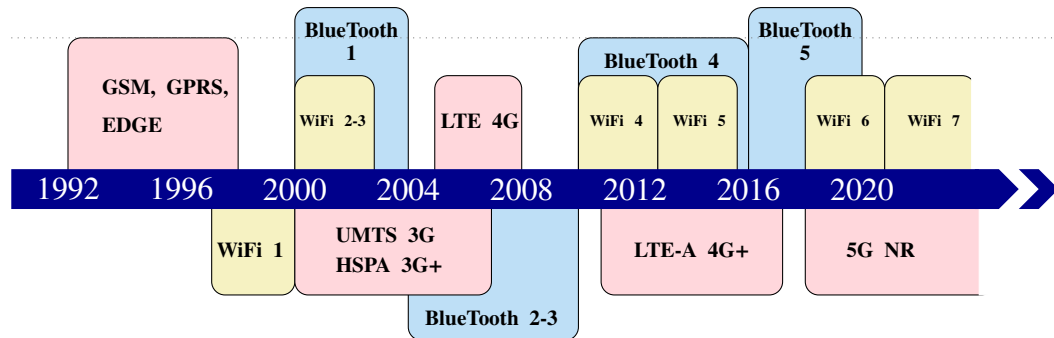 BlueTooth
1
BlueTooth
5
BlueTooth 4
GSM, GPRS,
EDGE
WiFi 2-3
LTE 4G
WiFi 4
WiFi 5
WiFi 6
WiFi 7
1992
1996
2000
2004
2008
2012
2016
2020
WiFi 1
UMTS 3G
HSPA 3G+
LTE-A 4G+
5G NR
BlueTooth 2-3